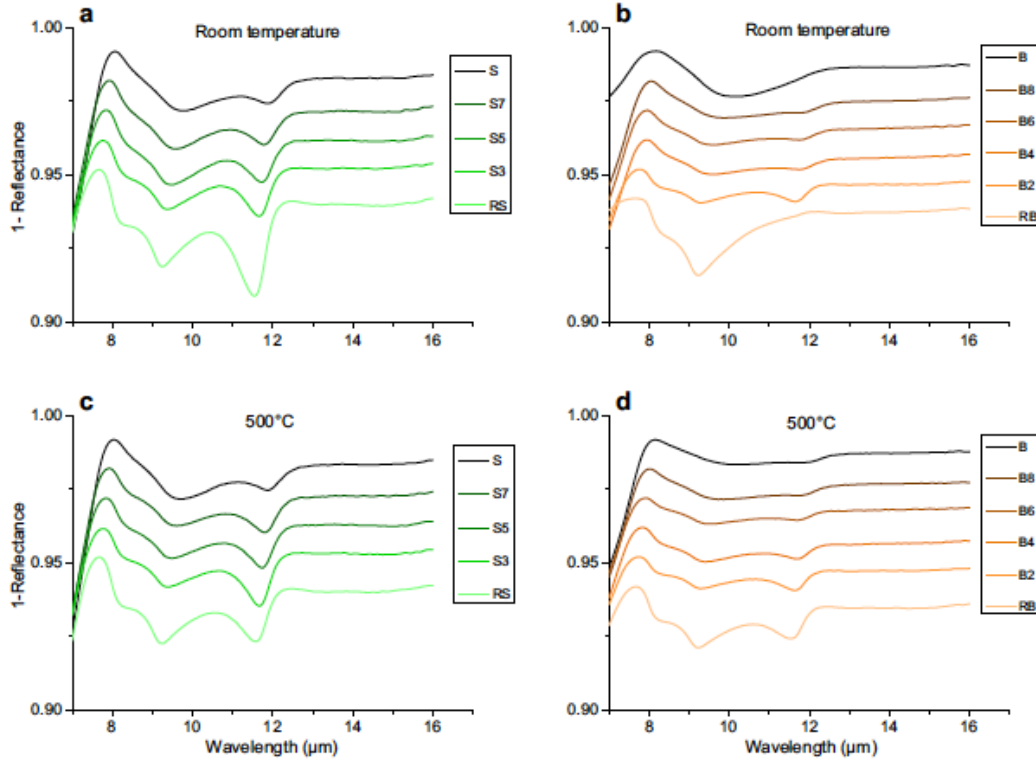 a
Room temperature
1.00
0.95
0.90
1- Reflectance
8 10 12 14 16
S
S7
S5
S3
RS
b
Room temperature
1.00
0.95
0.90
8 10 12 14 16
B
B8
B6
B4
B2
RB
c
500°C
1.00
0.95
0.90
1-Reflectance
8 10 12 14 16
Wavelength (µm)
S
S7
S5
S3
RS
d
500°C
1.00
0.95
0.90
8 10 12 14 16
Wavelength (µm)
B
B8
B6
B4
B2
RB